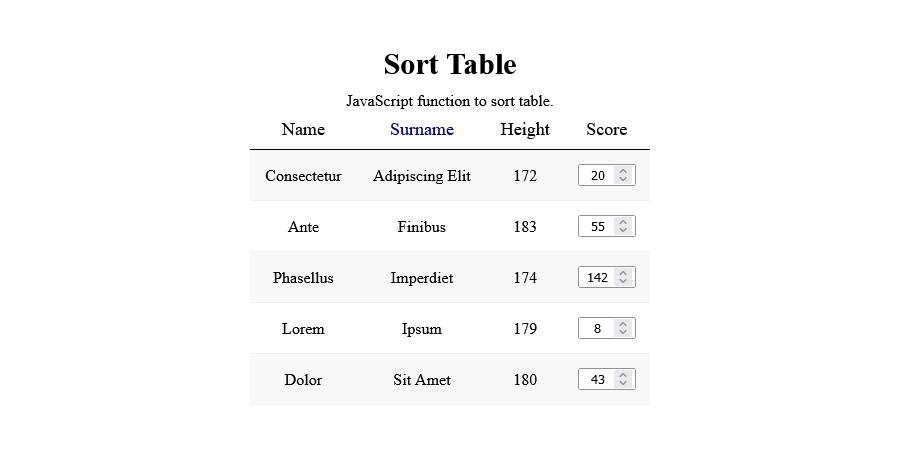 Sort Table
JavaScript function to sort table.
Name Surname Height Score
Consectetur Adipiscing Elit 172 20
Ante Finibus 183 55
Phasellus Imperdiet 174 142
Lorem Ipsum 179 8
Dolor Sit Amet 180 43